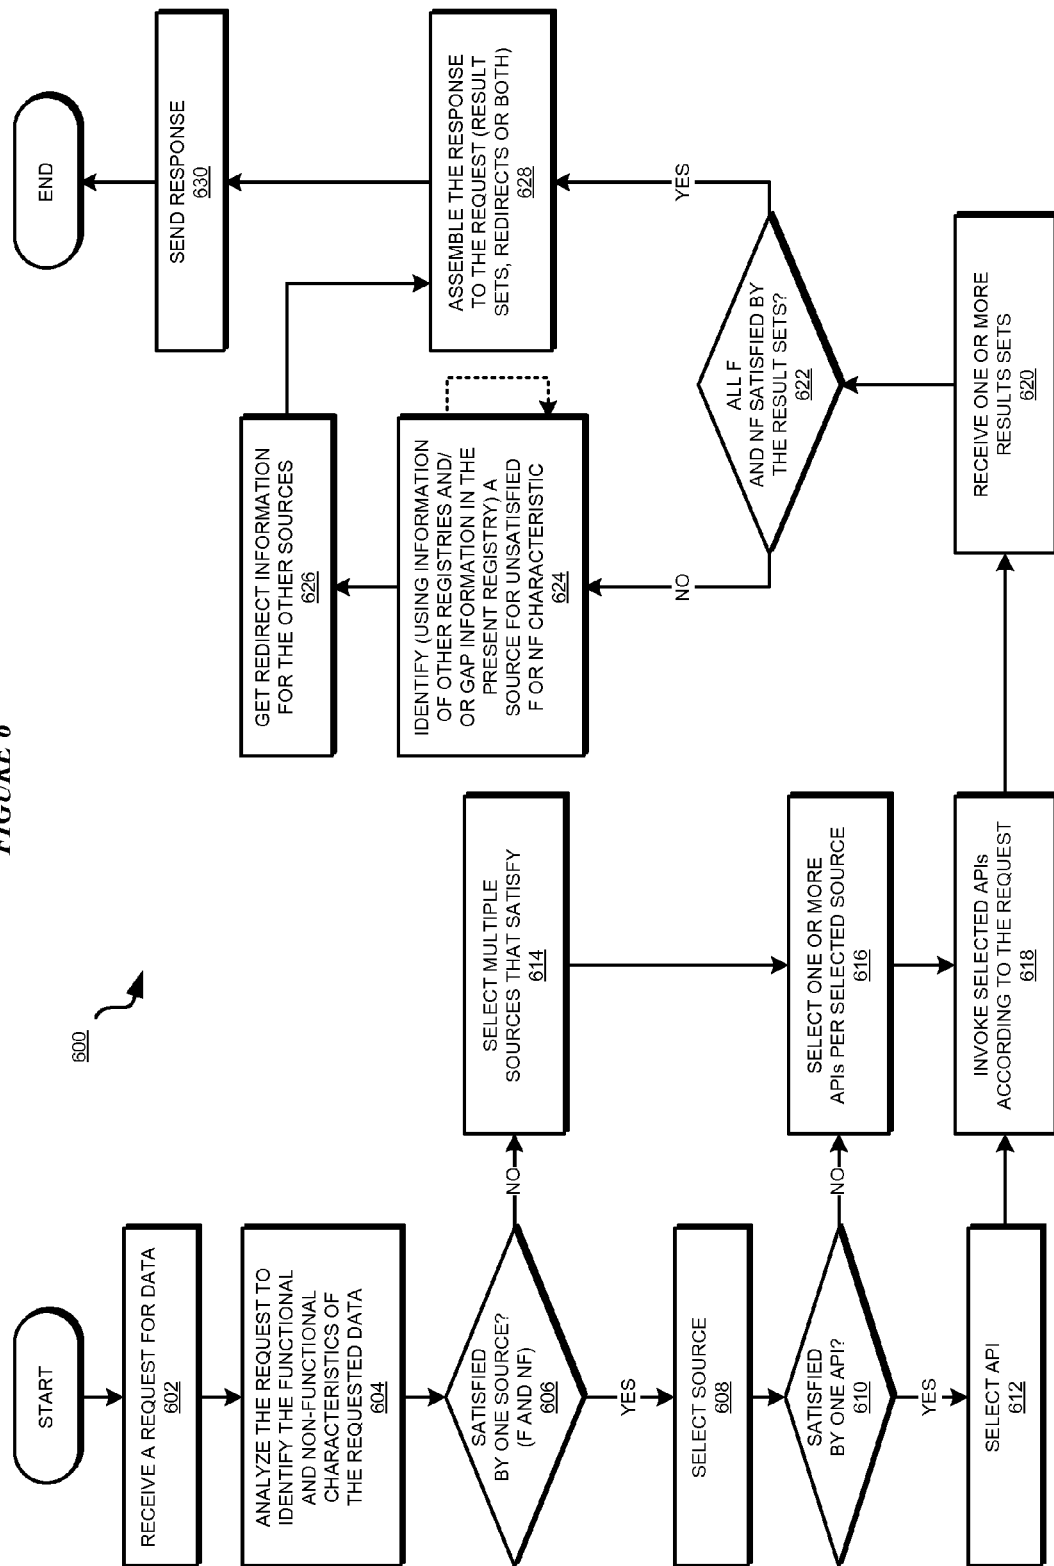 FIGURE 6
600
START
RECEIVE A REQUEST FOR DATA
602
ANALYZE THE REQUEST TO
IDENTIFY THE FUNCTIONAL
AND NON-FUNCTIONAL
CHARACTERISTICS OF
THE REQUESTED DATA
604
SATISFIED
BY ONE SOURCE?
(F AND NF)
606
NO
YES
SELECT SOURCE
608
SATISFIED
BY ONE API?
610
NO
YES
SELECT API
612
SELECT MULTIPLE
SOURCES THAT SATISFY
614
SELECT ONE OR MORE
APIs PER SELECTED SOURCE
616
INVOKE SELECTED APIs
ACCORDING TO THE REQUEST
618
RECEIVE ONE OR MORE
RESULTS SETS
620
ALL F
AND NF SATISFIED BY
THE RESULT SETS?
622
NO
YES
IDENTIFY (USING INFORMATION
OF OTHER REGISTRIES AND/
OR GAP INFORMATION IN THE
PRESENT REGISTRY) A
SOURCE FOR UNSATISFIED
F OR NF CHARACTERISTIC
624
GET REDIRECT INFORMATION
FOR THE OTHER SOURCES
626
ASSEMBLE THE RESPONSE
TO THE REQUEST (RESULT
SETS, REDIRECTS OR BOTH)
628
SEND RESPONSE
630
END